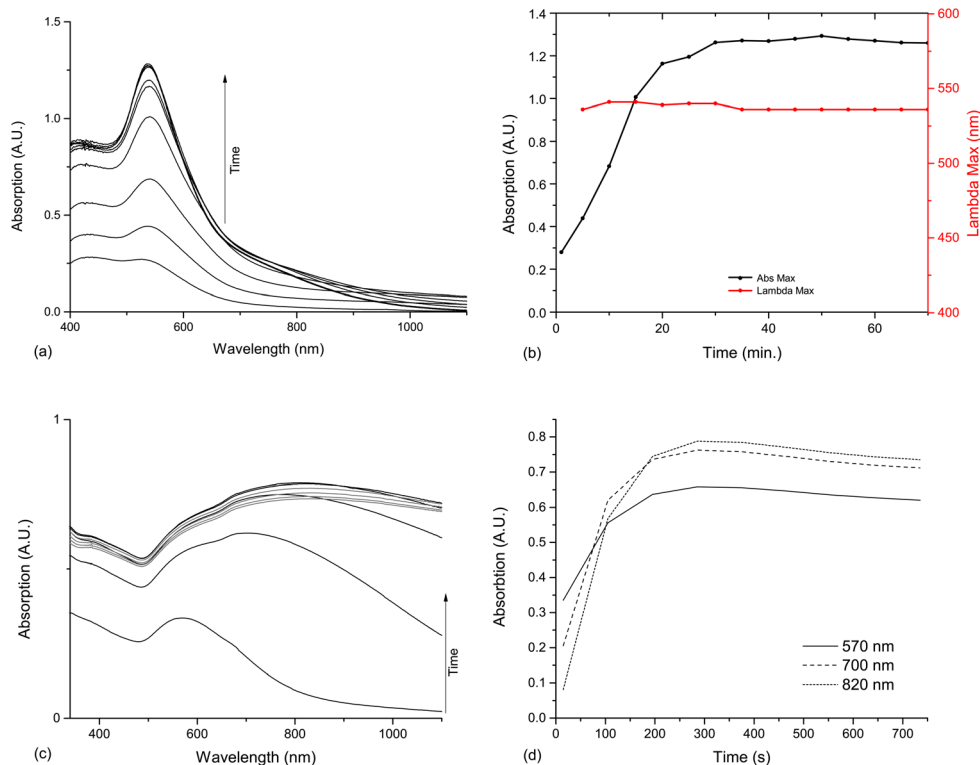 1.5
1.0
0.5
0.0
Absorption (A.U.)
400
600
800
1000
Wavelength (nm)
Time
(a)
1.4
1.2
1.0
0.8
0.6
0.4
0.2
0.0
Absorption (A.U.)
0
20
40
60
Time (min.)
600
550
500
450
400
Lambda Max (nm)
Abs Max
Lambda Max
(b)
1
0
Absorption (A.U.)
400
600
800
1000
Wavelength (nm)
Time
(c)
0.8
0.7
0.6
0.5
0.4
0.3
0.2
0.1
0.0
Absorbtion (A.U.)
0
100
200
300
400
500
600
700
Time (s)
570 nm
700 nm
820 nm
(d)